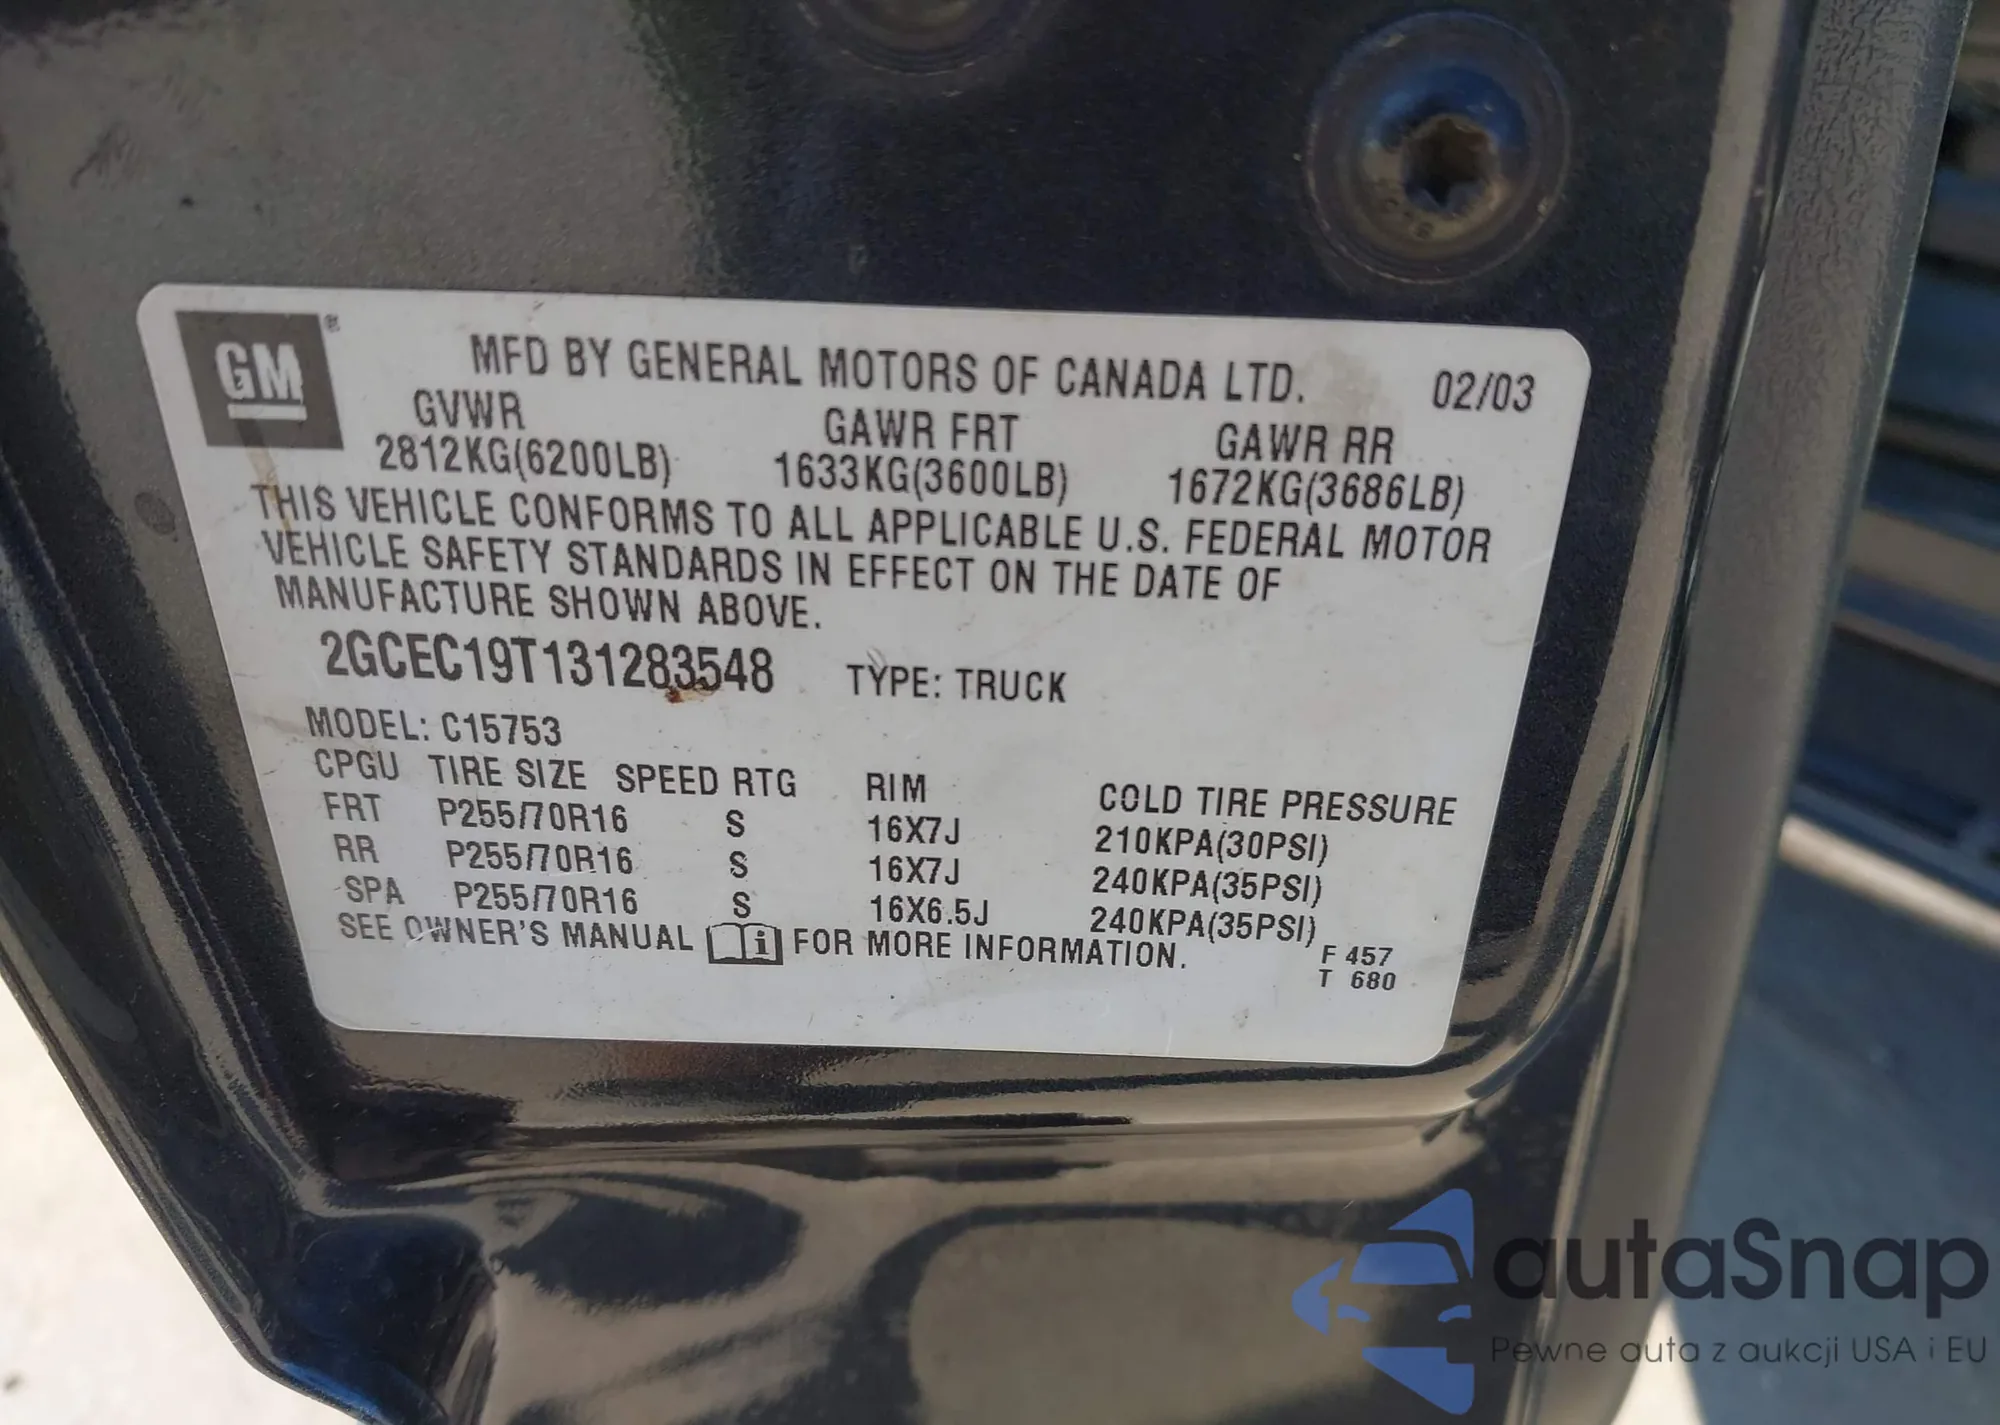 GM®
MFD BY GENERAL MOTORS OF CANADA LTD. 02/03
GVWR GAWR FRT GAWR RR
2812KG(6200LB) 1633KG(3600LB) 1672KG(3686LB)
THIS VEHICLE CONFORMS TO ALL APPLICABLE U.S. FEDERAL MOTOR
VEHICLE SAFETY STANDARDS IN EFFECT ON THE DATE OF
MANUFACTURE SHOWN ABOVE.
2GCEC19T131283548 TYPE: TRUCK
MODEL: C15753
CPGU TIRE SIZE SPEED RTG RIM COLD TIRE PRESSURE
FRT P255/70R16 S 16X7J 210KPA(30PSI)
RR P255/70R16 S 16X7J 240KPA(35PSI)
SPA P255/70R16 S 16X6.5J 240KPA(35PSI)
SEE OWNER'S MANUAL i FOR MORE INFORMATION.
F 457
T 680
autaSnap
Pewne auta z aukcji USA i EU